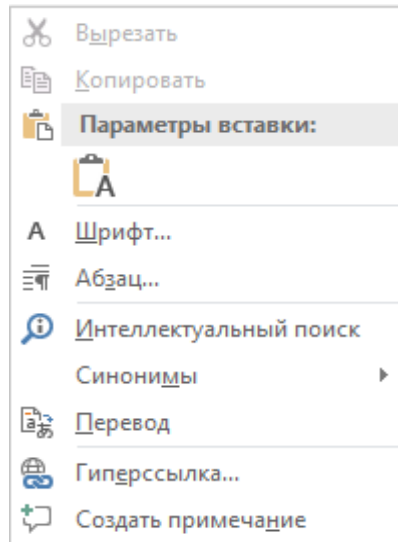 Вырезать
Копировать
Параметры вставки:
A
A Шрифт...
Абзац...
Интеллектуальный поиск
Синонимы
Перевод
Гиперссылка...
Создать примечание